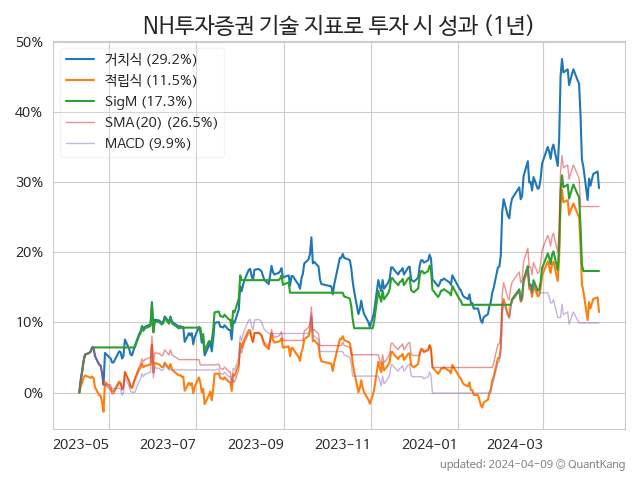 NH투자증권 기술 지표로 투자 시 성과 (1년)
50%
40%
30%
20%
10%
0%
거치식 (29.2%)
적립식 (11.5%)
SigM (17.3%)
SMA(20) (26.5%)
MACD (9.9%)
2023-05 2023-07 2023-09 2023-11 2024-01 2024-03
updated: 2024-04-09 © QuantKang